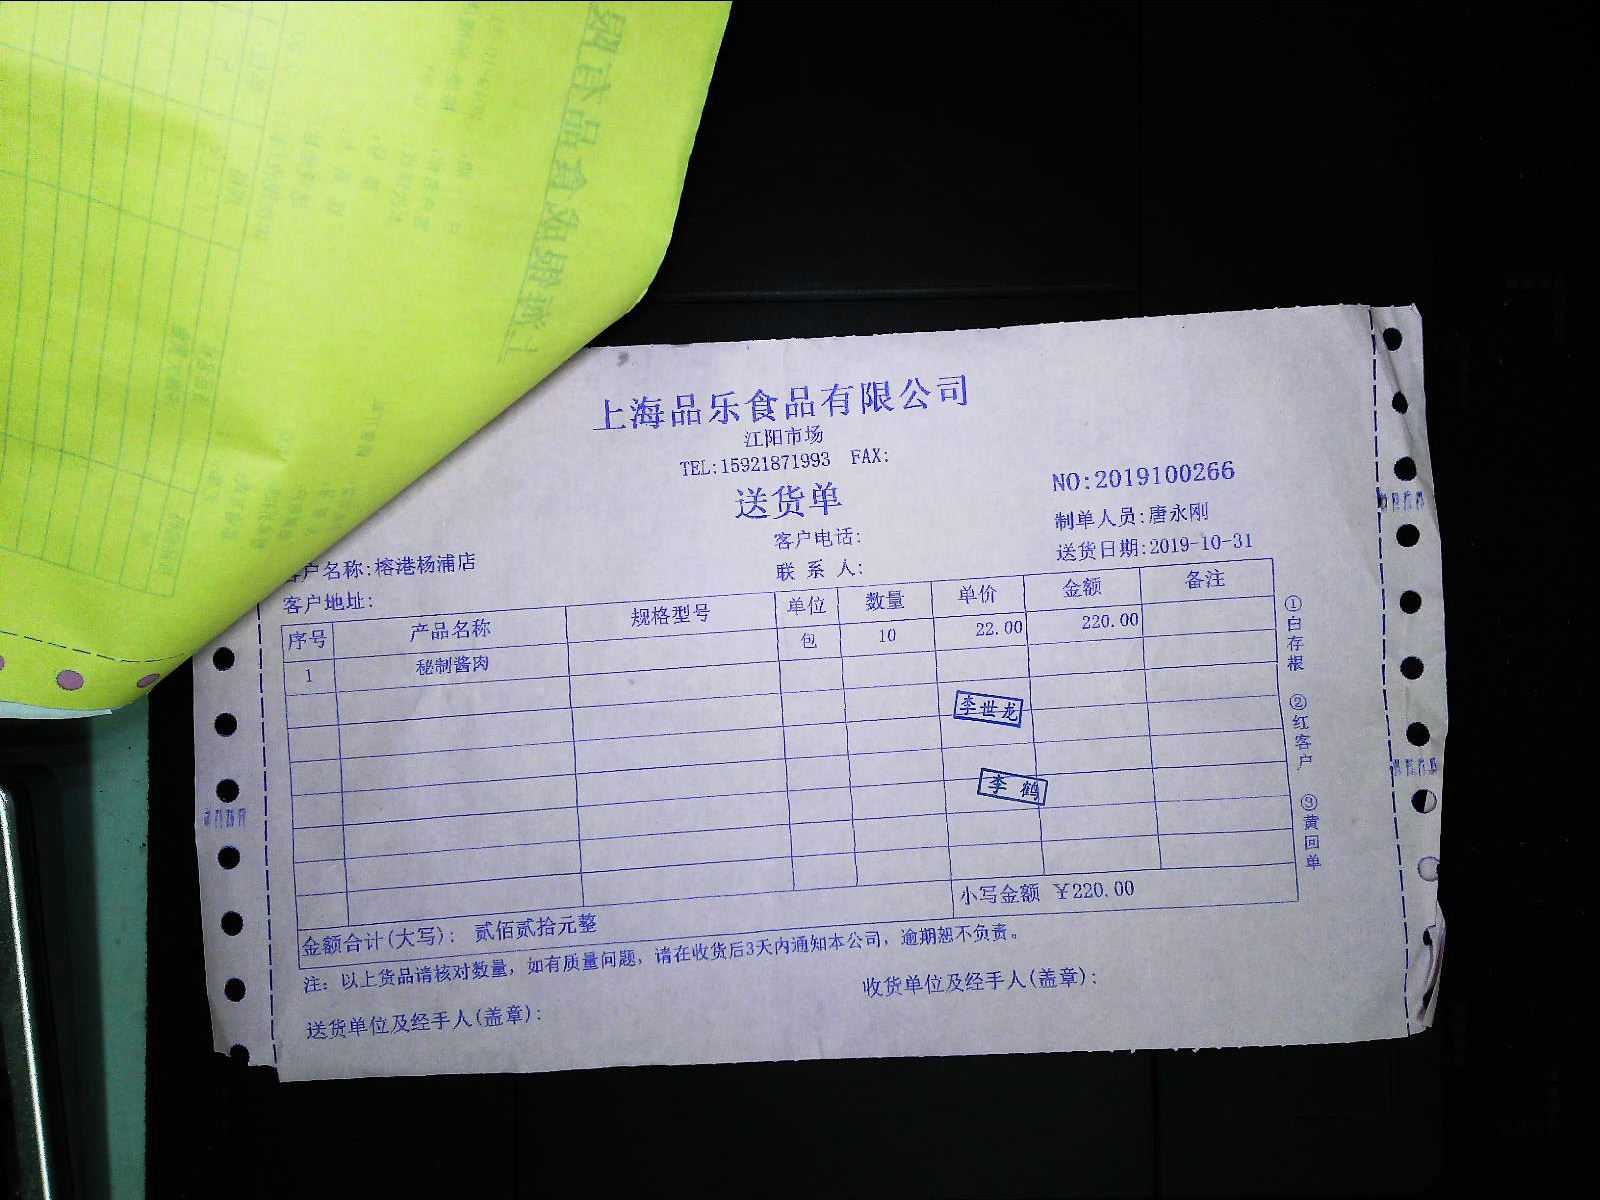 上海品乐食品有限公司
江阳市场
TEL:15921871993 FAX:
送货单
NO:2019100266
制单人员:唐永刚
客户电话:
送货日期:2019-10-31
户名称:榕港杨浦店
联系人:
客户地址:
序号 产品名称 规格型号 单位 数量 单价 金额 备注
1 秘制酱肉 包 10 22.00 220.00
李世龙
李鹤
金额合计(大写): 贰佰贰拾元整 小写金额 ¥220.00
注: 以上货品请核对数量, 如有质量问题, 请在收货后3天内通知本公司, 逾期恕不负责。
送货单位及经手人(盖章): 收货单位及经手人(盖章):
①白存根 ②红客户 ③黄回单